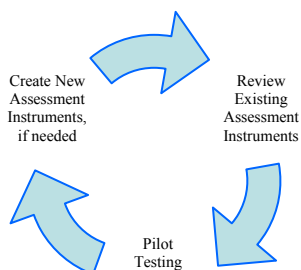 Create New
Assessment
Instruments,
if needed
Review
Existing
Assessment
Instruments
Pilot
Testing